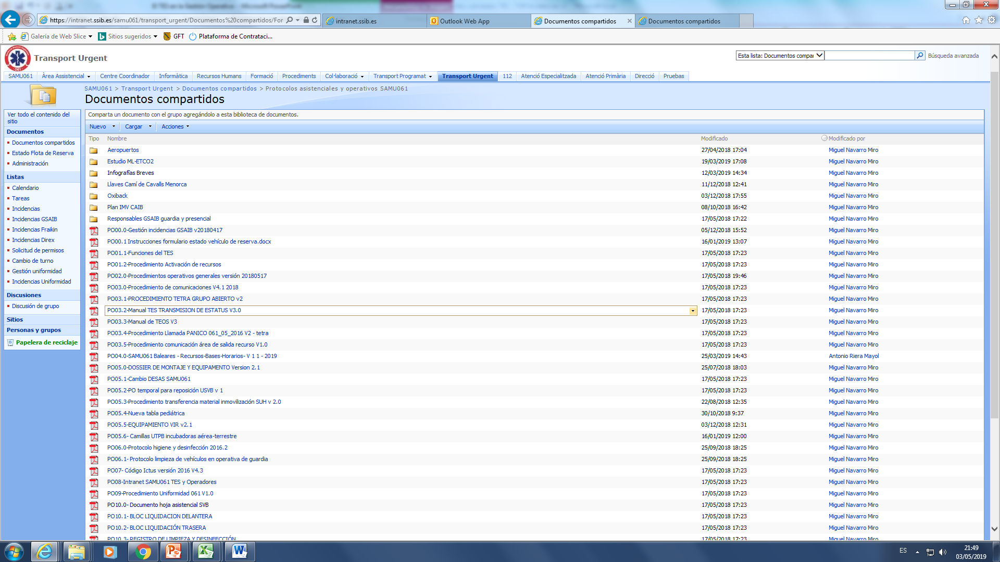 https://intranet.ssib.es/samu061/transport_urgent/Documentos%20compartidos/For
intranet.ssib.es
Outlook Web App
Documentos compartidos
Documentos compartidos
Galería de Web Slice
Sitios sugeridos
GFT
Plataforma de Contrataci...
Transport Urgent
Esta lista: Documentos compar
Búsqueda avanzada
SAMU061 Àrea Assistencial Centre Coordinador Informàtica Recursos Humans Formació Procediments Col·laboració Transport Programat Transport Urgent 112 Atenció Especialitzada Atenció Primària Direcció Pruebas
SAMU061 > Transport Urgent > Documentos compartidos > Protocolos asistenciales y operativos SAMU061
Documentos compartidos
Ver todo el contenido del
sitio
Documentos
Documentos compartidos
Estado Flota de Reserva
Administración
Listas
Calendario
Tareas
Incidencias
Incidencias GSAIB
Incidencias Fraikin
Incidencias Direx
Solicitud de permisos
Cambio de turno
Gestión uniformidad
Incidencias Uniformidad
Discusiones
Discusión de grupo
Sitios
Personas y grupos
Papelera de reciclaje
Comparta un documento con el grupo agregándolo a esta biblioteca de documentos.
Nuevo Cargar Acciones
Tipo Nombre Modificado Modificado por
Aeropuertos 27/04/2018 17:04 Miguel Navarro Miro
Estudio ML-ETCO2 19/03/2019 17:08 Miguel Navarro Miro
Infografías Breves 12/03/2019 14:34 Miguel Navarro Miro
Llaves Camí de Cavalls Menorca 11/12/2018 12:41 Miguel Navarro Miro
Oxiback 03/12/2018 17:55 Miguel Navarro Miro
Plan IMV CAIB 08/10/2018 16:42 Miguel Navarro Miro
Responsables GSAIB guardia y presencial 17/05/2018 17:22 Miguel Navarro Miro
PO00.0-Gestión incidencias GSAIB v20180417 05/12/2018 15:52 Miguel Navarro Miro
PO00.1 Instrucciones formulario estado vehículo de reserva.docx 16/01/2019 13:07 Miguel Navarro Miro
PO01.1-Funciones del TES 17/05/2018 17:23 Miguel Navarro Miro
PO01.2-Procedimiento Activación de recursos 17/05/2018 17:23 Miguel Navarro Miro
PO02.0-Procedimientos operativos generales versión 20180517 17/05/2018 19:46 Miguel Navarro Miro
PO03.0-Procedimiento de comunicaciones V4.1 2018 17/05/2018 17:23 Miguel Navarro Miro
PO03.1-PROCEDIMIENTO TETRA GRUPO ABIERTO v2 17/05/2018 17:23 Miguel Navarro Miro
PO03.2-Manual TES TRANSMISION DE ESTATUS V3.0 17/05/2018 17:23 Miguel Navarro Miro
PO03.3-Manual de TEOS V3 17/05/2018 17:23 Miguel Navarro Miro
PO03.4-Procedimiento Llamada PANICO 061_05_2016 V2 - tetra 17/05/2018 17:23 Miguel Navarro Miro
PO03.5-Procedimiento comunicación área de salida recurso V1.0 17/05/2018 17:23 Miguel Navarro Miro
PO04.0-SAMU061 Baleares - Recursos-Bases-Horarios- V 1 1 - 2019 25/03/2019 14:43 Antonio Riera Mayol
PO05.0-DOSSIER DE MONTAJE Y EQUIPAMENTO Version 2.1 25/07/2018 18:03 Miguel Navarro Miro
PO05.1-Cambio DESAS SAMU061 17/05/2018 17:23 Miguel Navarro Miro
PO05.2-PO temporal para reposición USVB v 1 17/05/2018 17:23 Miguel Navarro Miro
PO05.3-Procedimiento transferencia material inmovilización SUH v 2.0 22/08/2018 12:35 Miguel Navarro Miro
PO05.4-Nueva tabla pediátrica 30/10/2018 9:37 Miguel Navarro Miro
PO05.5-EQUIPAMIENTO VIR v2.1 03/12/2018 12:31 Miguel Navarro Miro
PO05.6- Camillas UTPB incubadoras aérea-terrestre 16/01/2019 12:00 Miguel Navarro Miro
PO06.0-Protocolo higiene y desinfección 2016.2 25/09/2018 18:25 Miguel Navarro Miro
PO06.1- Protocolo limpieza de vehículos en operativa de guardia 25/09/2018 18:25 Miguel Navarro Miro
PO07- Código Ictus versión 2016 V4.3 17/05/2018 17:23 Miguel Navarro Miro
PO08-Intranet SAMU061 TES y Operadores 17/05/2018 17:23 Miguel Navarro Miro
PO09-Procedimiento Uniformidad 061 V1.0 17/05/2018 17:23 Miguel Navarro Miro
PO10.0- Documento hoja asistencial SVB 17/05/2018 17:23 Miguel Navarro Miro
PO10.1- BLOC LIQUIDACION DELANTERA 17/05/2018 17:23 Miguel Navarro Miro
PO10.2- BLOC LIQUIDACIÓN TRASERA 17/05/2018 17:23 Miguel Navarro Miro
PO10.3- REGISTRO DE LIMPIEZA Y DESINFECCIÓN 17/05/2018 17:23 Miguel Navarro Miro
ES
21:49
03/05/2019